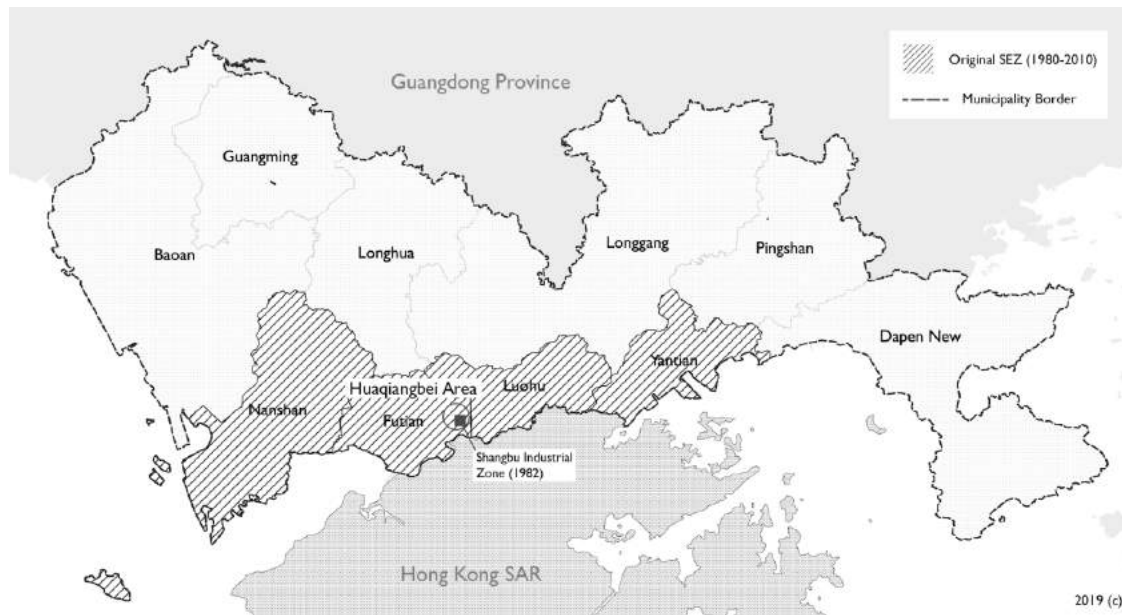 Original SEZ (1980-2010)
Municipality Border
Guangdong Province
Guangming
Baoan
Longhua
Longgang
Pingshan
Dapen New
Yantian
Luohu
Huaqiangbei Area
Nanshan
Futian
Shangbu Industrial
Zone (1982)
Hong Kong SAR
2019 (c)